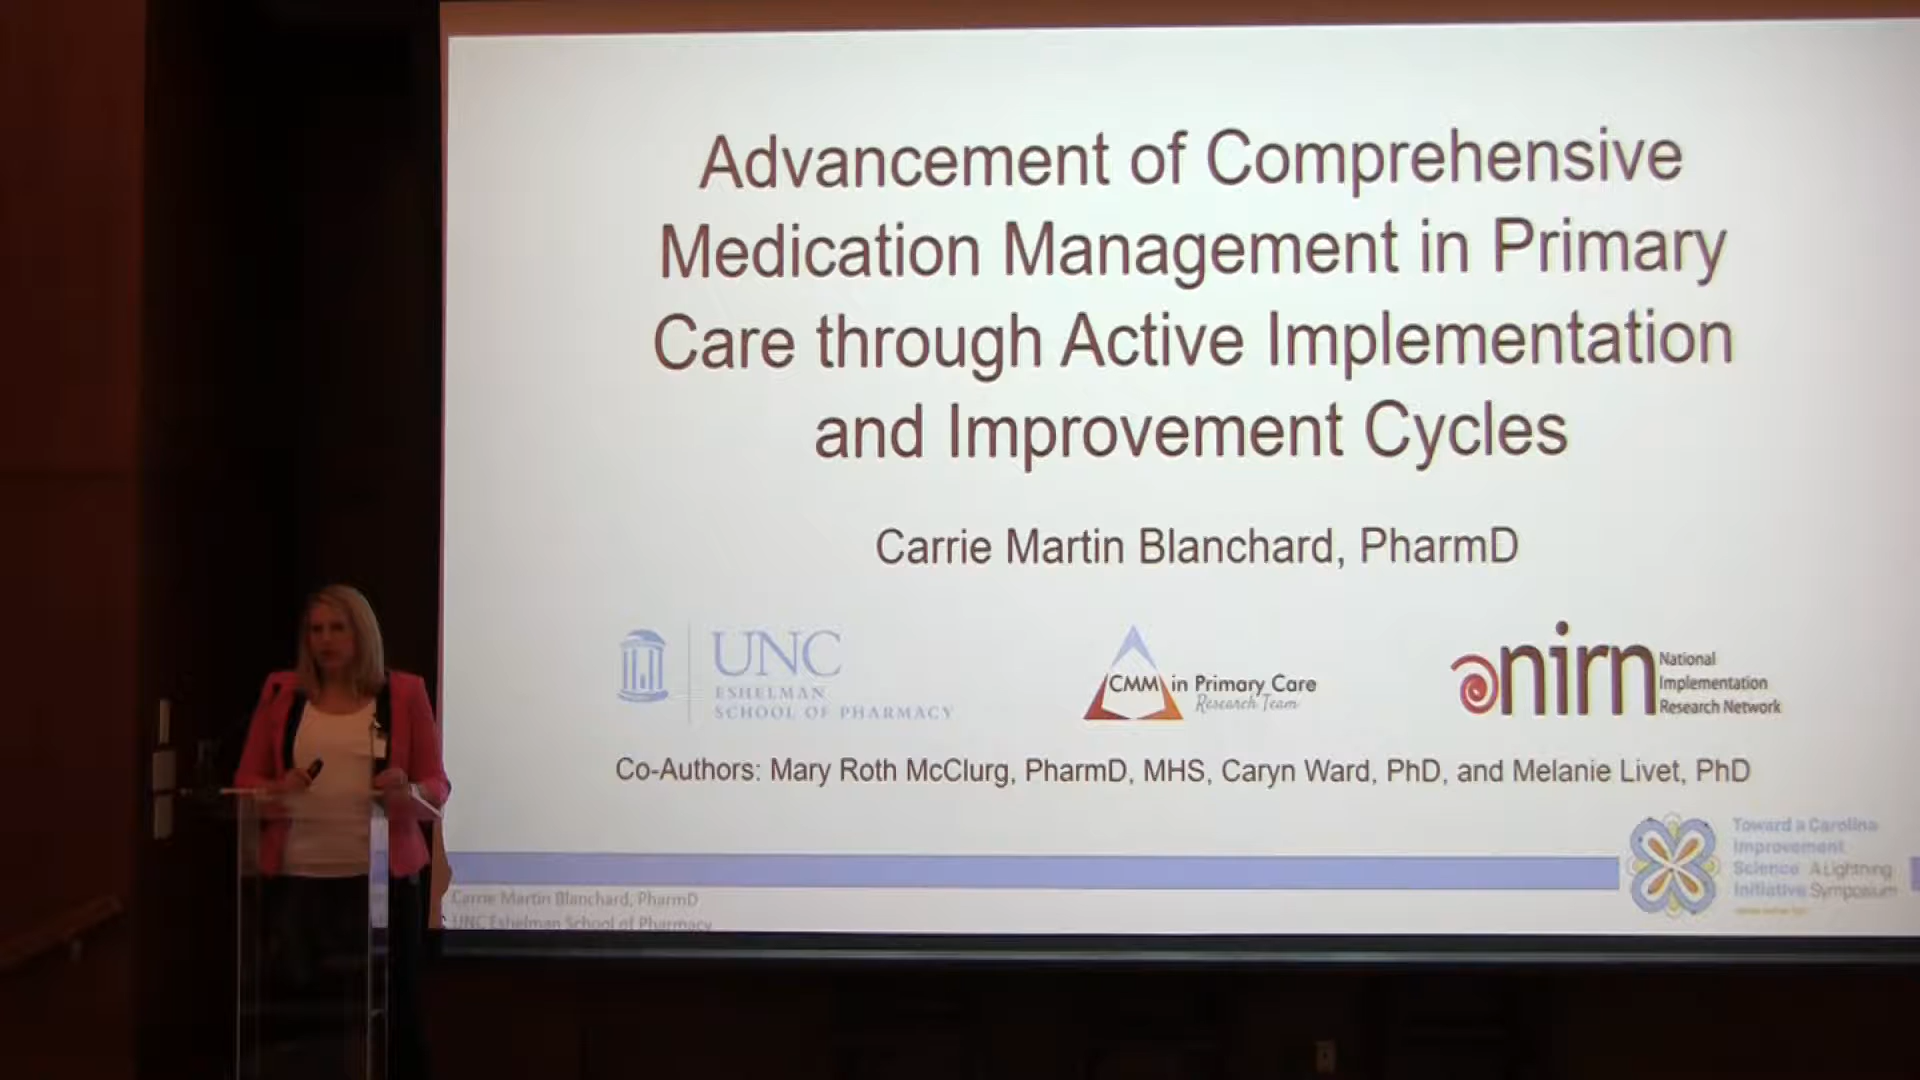 Advancement of Comprehensive
Medication Management in Primary
Care through Active Implementation
and Improvement Cycles
Carrie Martin Blanchard, PharmD
UNC
ESHELMAN
SCHOOL OF PHARMACY
CMM in Primary Care
Research Team
nirn
National
Implementation
Research Network
Co-Authors: Mary Roth McClurg, PharmD, MHS, Caryn Ward, PhD, and Melanie Livet, PhD
Toward a Carolina
Improvement
Science A Lightning
Initiative Symposium
Carrie Martin Blanchard, PharmD
UNC Eshelman School of Pharmacy